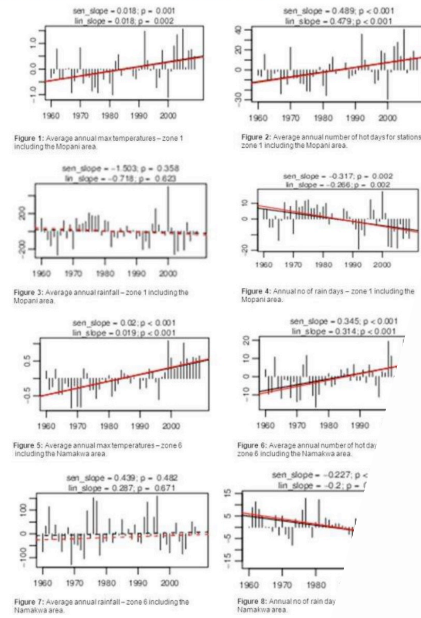 sen_slope = 0.018; p = 0.001
lin_slope = 0.018; p = 0.002
1.0
0.0
-1.0
1960 1970 1980 1990 2000
Figure 1: Average annual max temperatures – zone 1
including the Mopani area.
sen_slope = 0.489; p < 0.001
lin_slope = 0.479; p < 0.001
40
20
0
-30
1960 1970 1980 1990 2000
Figure 2: Average annual number of hot days for stations
zone 1 including the Mopani area.
sen_slope = -1.503; p = 0.358
lin_slope = -0.718; p = 0.623
200
-200
1960 1970 1980 1990 2000
Figure 3: Average annual rainfall – zone 1 including the
Mopani area.
sen_slope = -0.317; p = 0.002
lin_slope = -0.266; p = 0.002
10
0
-20
1960 1970 1980 1990 2000
Figure 4: Annual no of rain days – zone 1 including the
Mopani area.
sen_slope = 0.02; p < 0.001
lin_slope = 0.019; p < 0.001
0.5
-0.5
1960 1970 1980 1990 2000
Figure 5: Average annual max temperatures – zone 6
including the Namakwa area.
sen_slope = 0.345; p < 0.001
lin_slope = 0.314; p < 0.001
20
10
0
-10
1960 1970 1980 1990
Figure 6: Average annual number of hot day
zone 6 including the Namakwa area.
sen_slope = 0.439; p = 0.482
lin_slope = 0.287; p = 0.671
100
0
-100
1960 1970 1980 1990 2000
Figure 7: Average annual rainfall – zone 6 including the
Namakwa area.
sen_slope = -0.227; p <
lin_slope = -0.2; p =
15
5
-5
-15
1960 1970 1980
Figure 8: Annual no of rain day
Namakwa area.